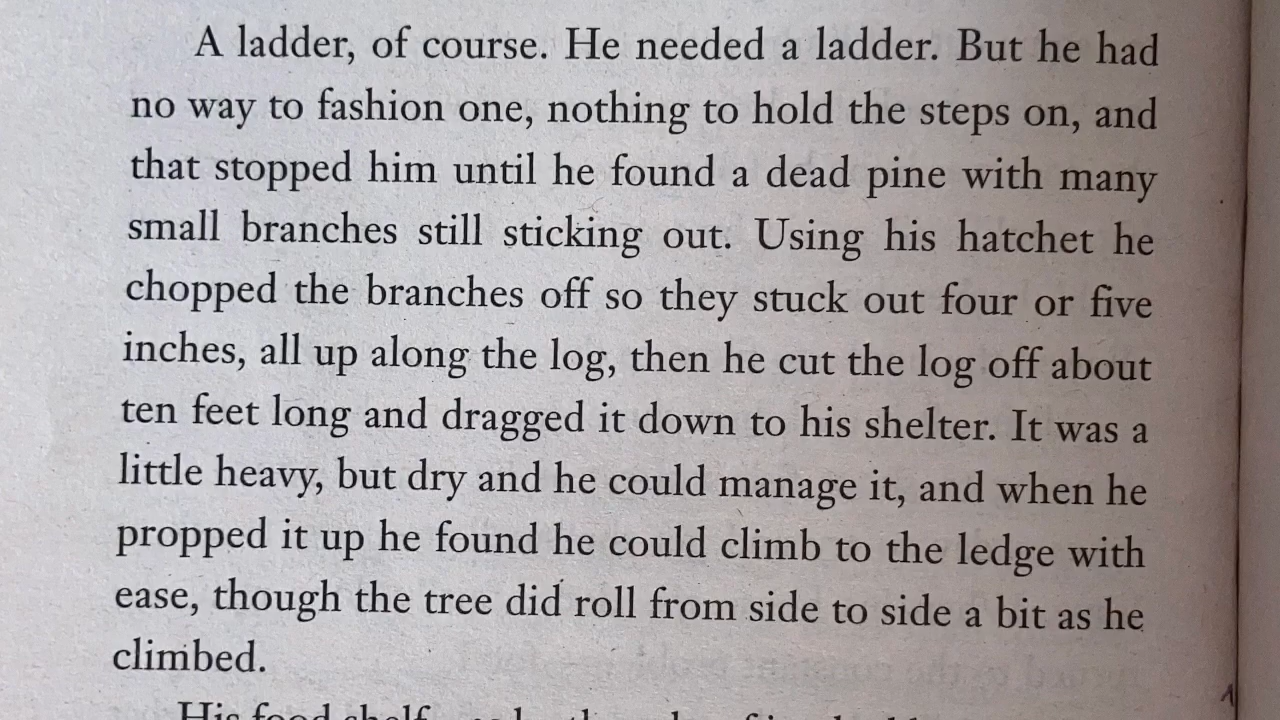 A ladder, of course. He needed a ladder. But he had
no way to fashion one, nothing to hold the steps on, and
that stopped him until he found a dead pine with many
small branches still sticking out. Using his hatchet he
chopped the branches off so they stuck out four or five
inches, all up along the log, then he cut the log off about
ten feet long and dragged it down to his shelter. It was a
little heavy, but dry and he could manage it, and when he
propped it up he found he could climb to the ledge with
ease, though the tree did roll from side to side a bit as he
climbed.
His food shelf